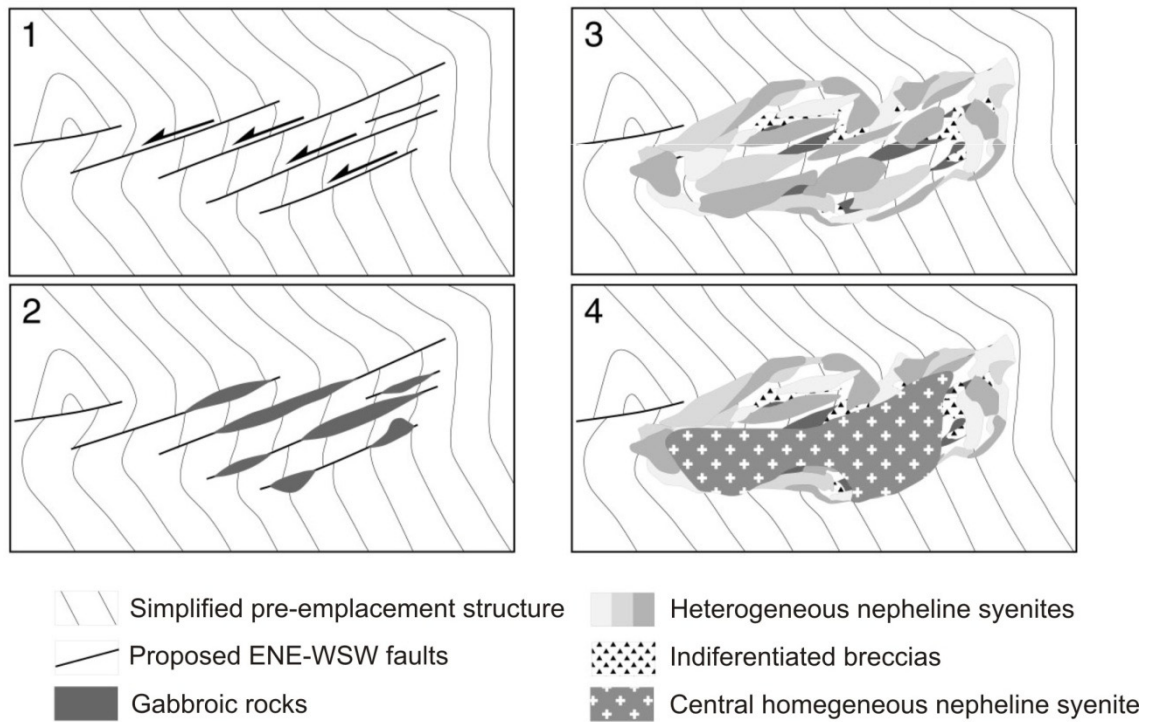 1
3
2
4
Simplified pre-emplacement structure
Proposed ENE-WSW faults
Gabbroic rocks
Heterogeneous nepheline syenites
Indiferentiated breccias
Central homegeneous nepheline syenite